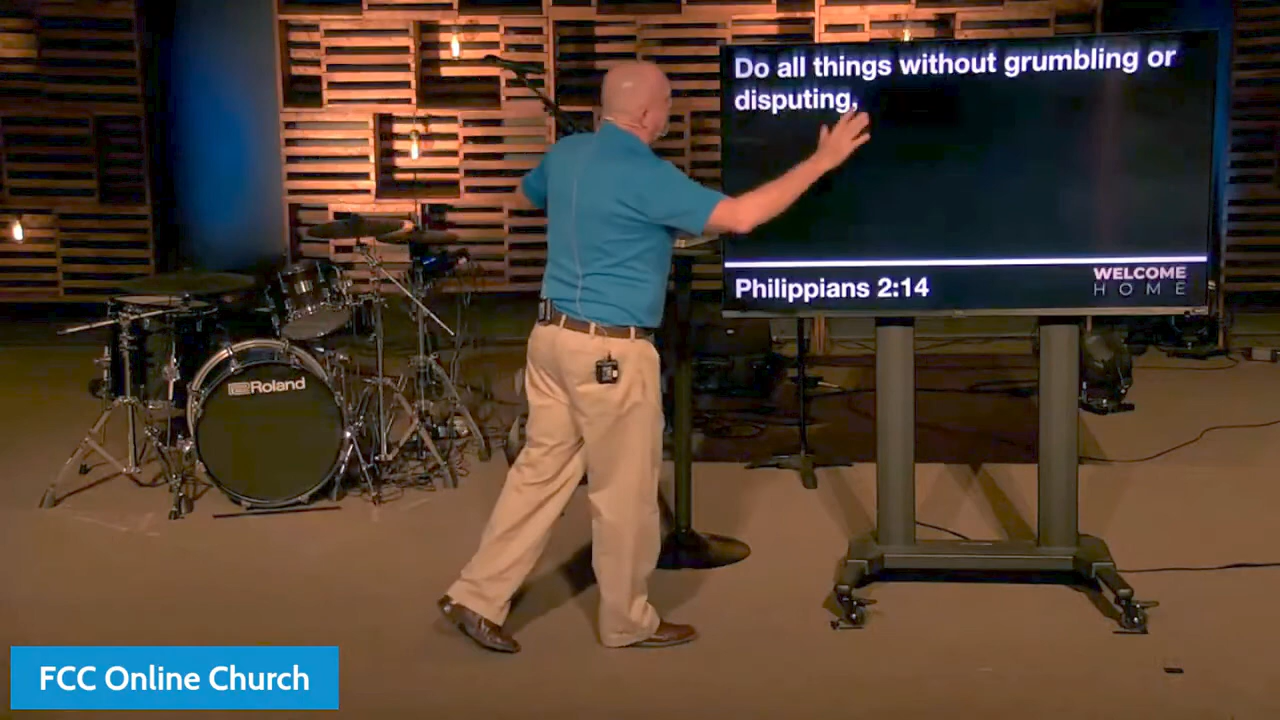 Do all things without grumbling or
disputing,
Philippians 2:14
WELCOME
HOME
Roland
FCC Online Church